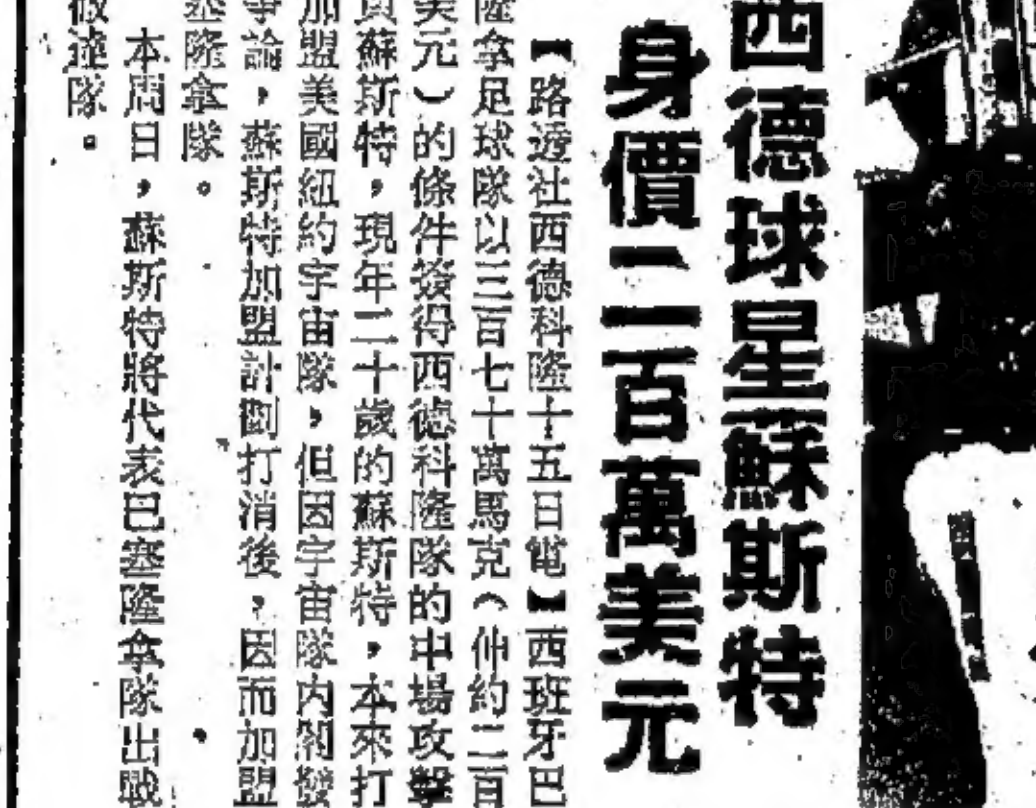 西德球星蘇斯特
身價二百萬美元
【路透社西德科隆十五日電】西班牙巴
隆拿足球隊以三百七十萬馬克（仲約二百
美元）的條件簽得西德科隆隊的中場攻擊
員蘇斯特，現年二十歲的蘇斯特，本來打
加盟美國紐約宇宙隊，但因宇宙隊內閣發
爭論，蘇斯特加盟計劃打消後，因而加盟
塞隆拿隊。
本周日，蘇斯特將代表巴塞隆拿隊出戰
達隊。